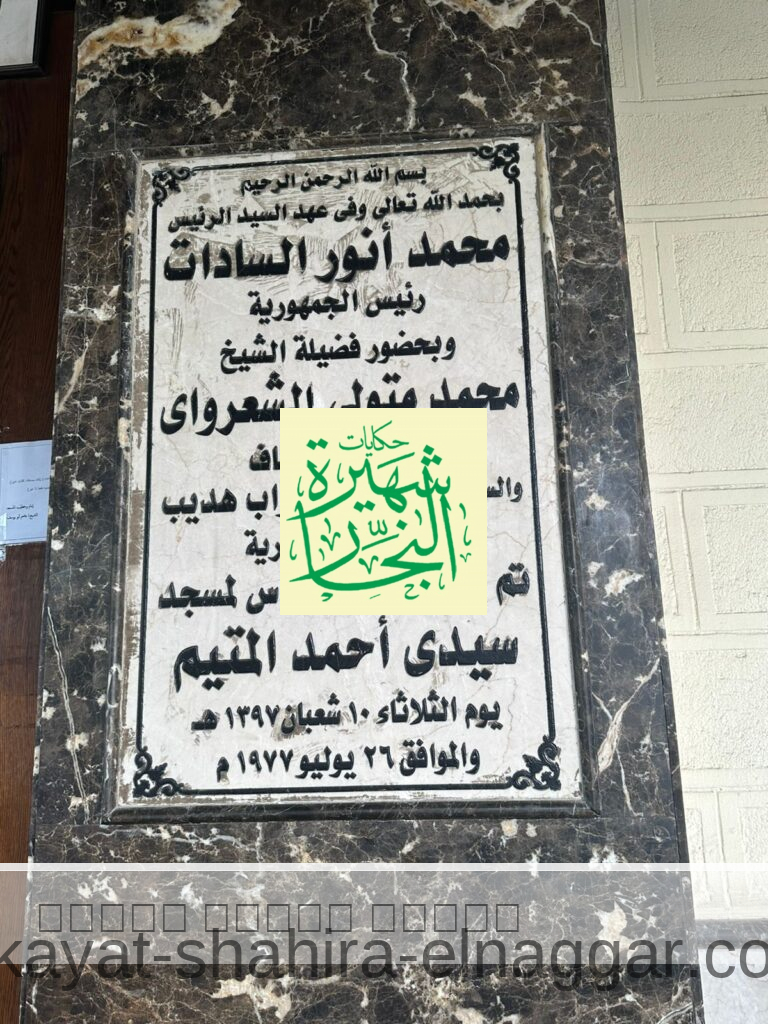 بسم الله الرحمن الرحيم
بحمد الله تعالى وفى عهد السيد الرئيس
محمد أنور السادات
رئيس الجمهورية
وبحضور فضيلة الشيخ
محمد متولى الشعرواى
هديب
تم لمسجد
سيدى أحمد المتيم
يوم الثلاثاء ١٠ شعبان ١٣٩٧ هـ
والموافق ٢٦ يوليو ١٩٧٧ م
حكايات
شهيرة
النجار
kayat-shahira-elnaggar.co